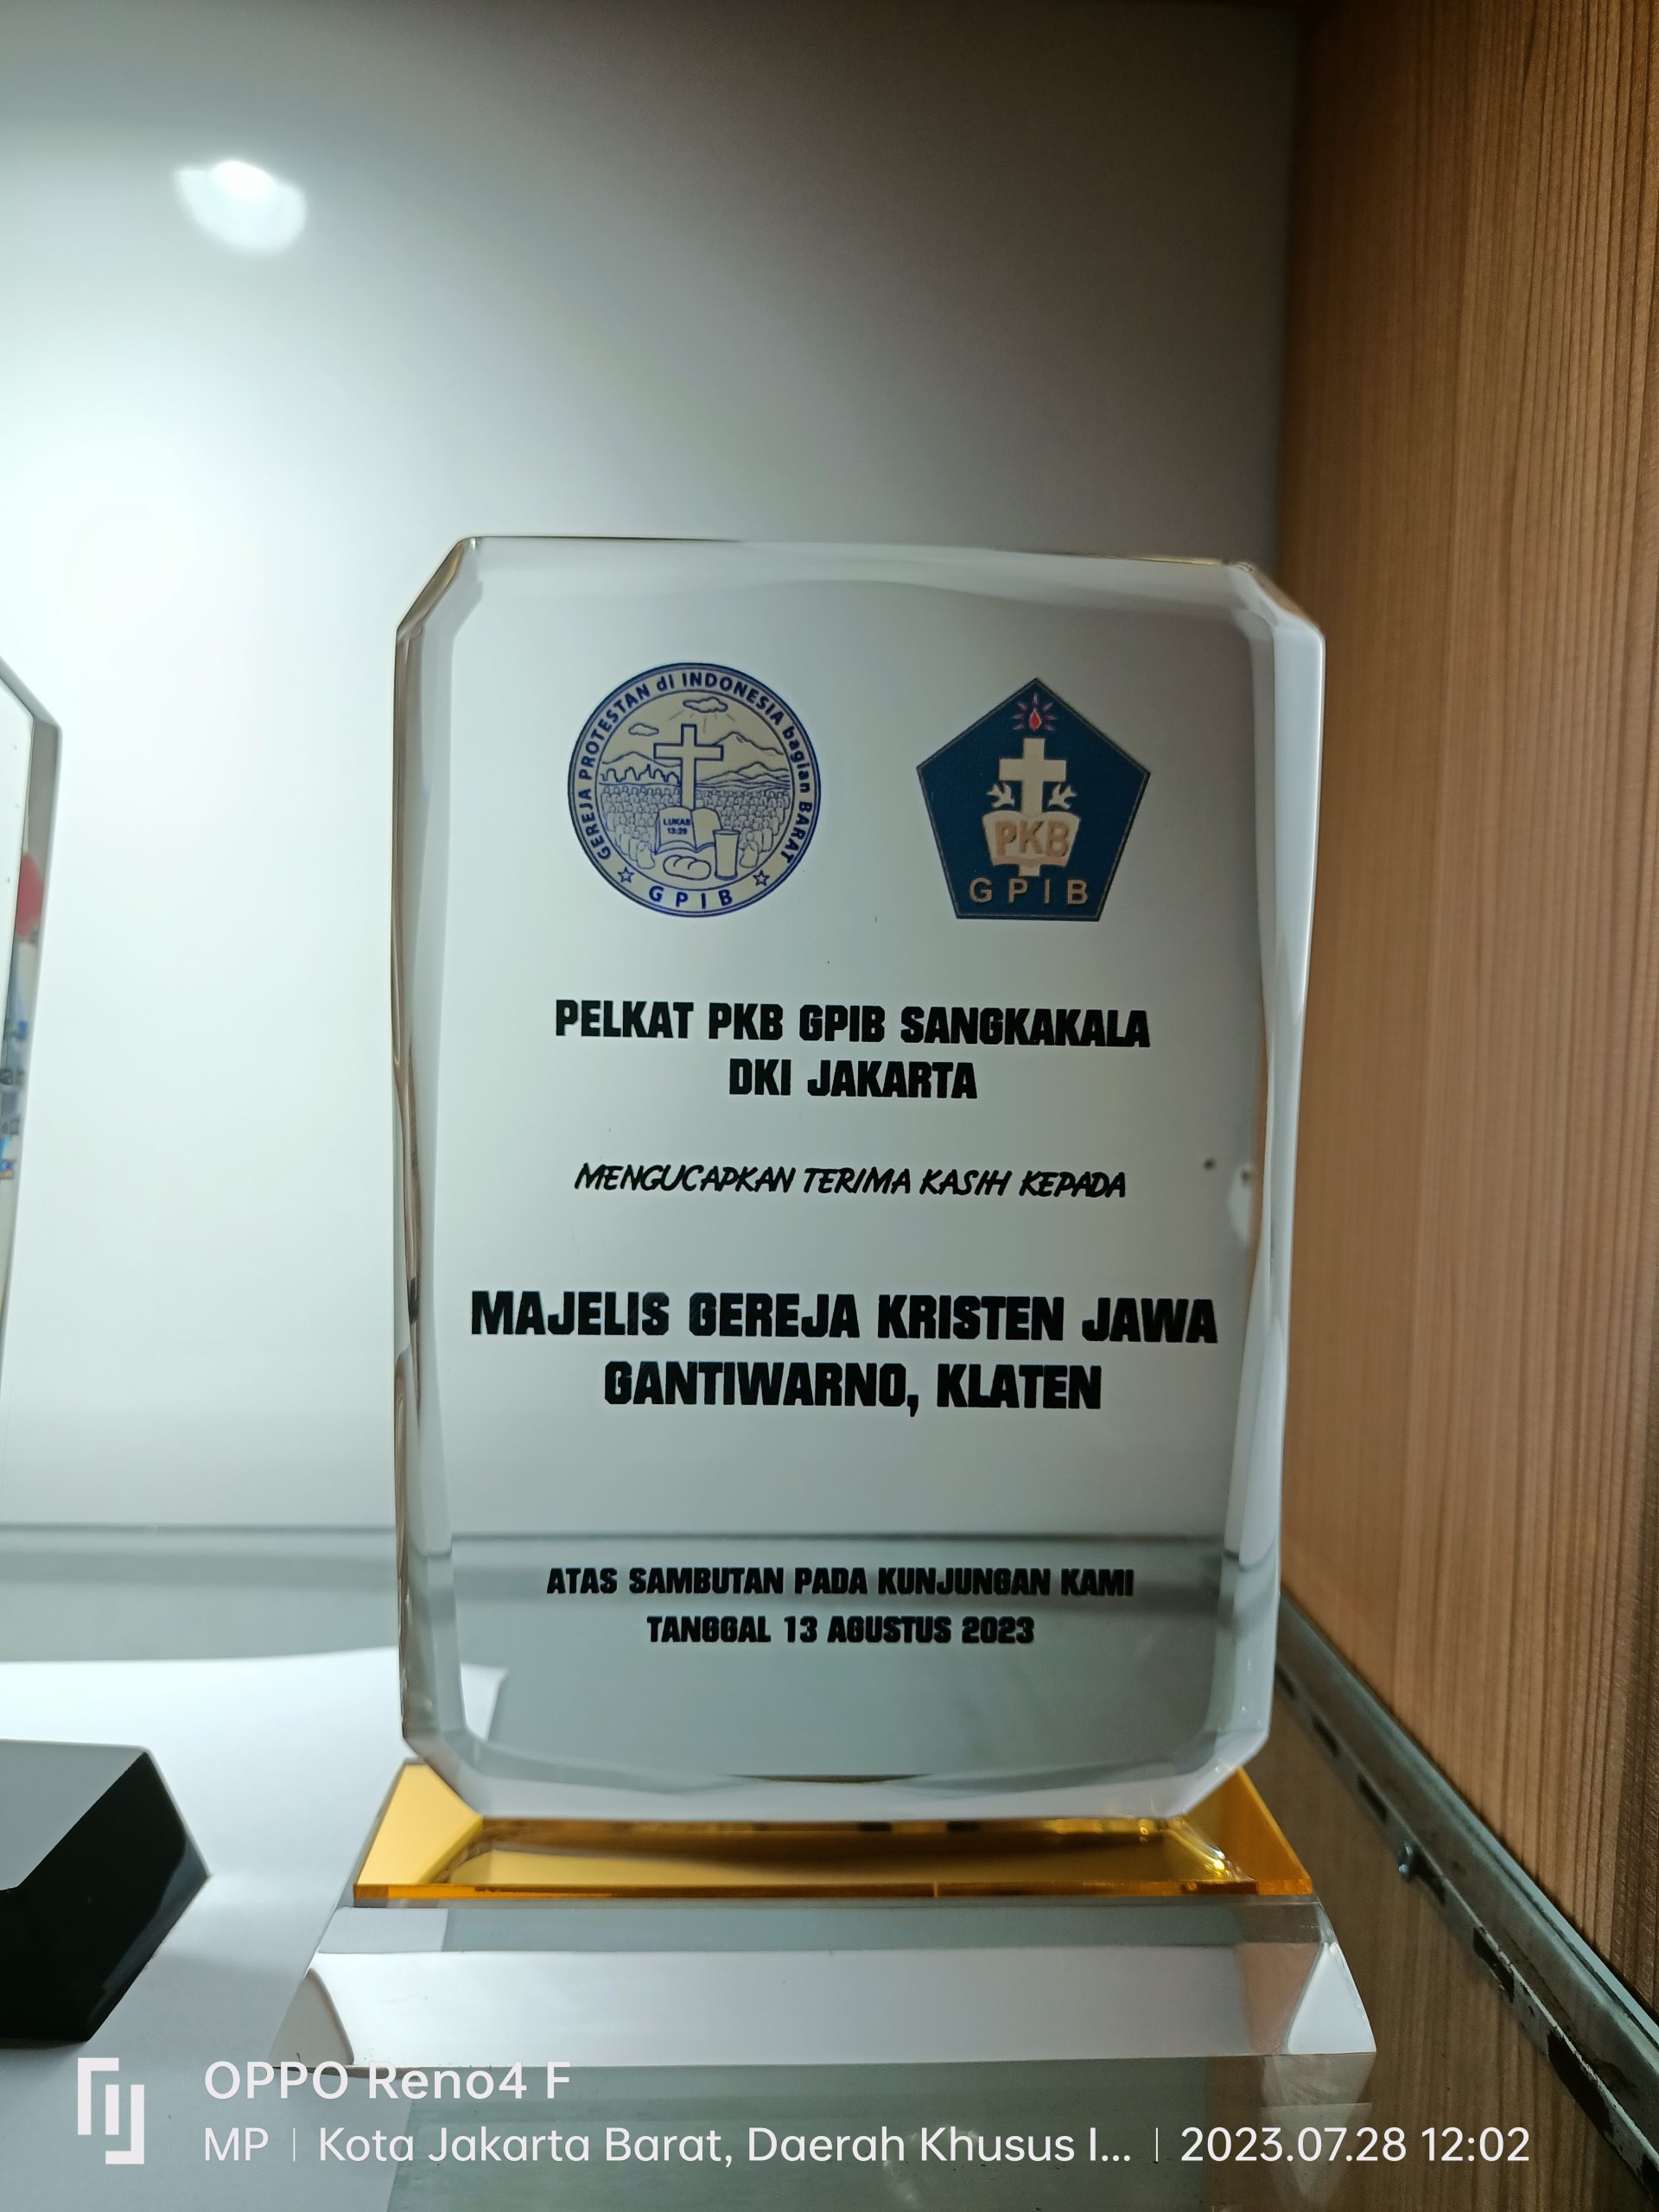 GEREJA PROTESTAN di INDONESIA bagian BARAT
LUKAS
13:29
GPIB
PKB
GPIB
PELKAT PKB GPIB SANGKAKALA
DKI JAKARTA
MENGUCAPKAN TERIMA KASIH KEPADA
MAJELIS GEREJA KRISTEN JAWA
GANTIWARNO, KLATEN
ATAS SAMBUTAN PADA KUNJUNGAN KAMI
TANGGAL 13 AGUSTUS 2023
OPPO Reno4 F
MP | Kota Jakarta Barat, Daerah Khusus I... | 2023.07.28 12:02